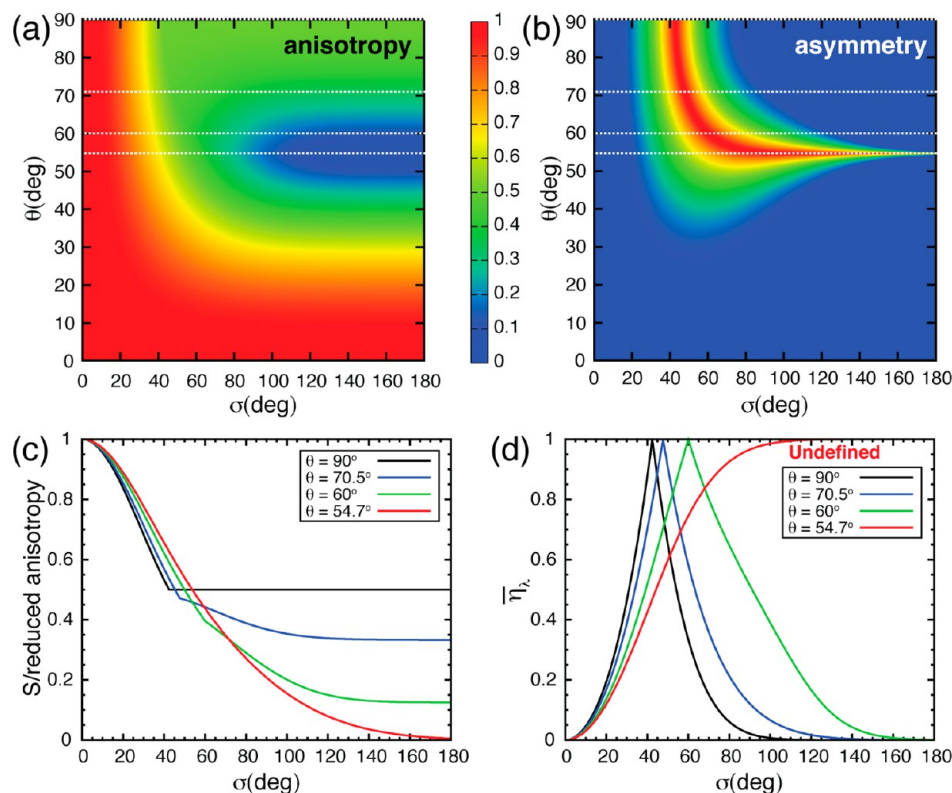 (a)
anisotropy
90
80
70
60
50
40
30
20
10
0
θ(deg)
0 20 40 60 80 100 120 140 160 180
σ(deg)
1
0.9
0.8
0.7
0.6
0.5
0.4
0.3
0.2
0.1
0
(b)
asymmetry
90
80
70
60
50
40
30
20
10
0
θ(deg)
0 20 40 60 80 100 120 140 160 180
σ(deg)
(c)
1
0.8
0.6
0.4
0.2
0
S/reduced anisotropy
θ = 90°
θ = 70.5°
θ = 60°
θ = 54.7°
0 20 40 60 80 100 120 140 160 180
σ(deg)
(d)
Undefined
1
0.8
0.6
0.4
0.2
0
η̅λ
θ = 90°
θ = 70.5°
θ = 60°
θ = 54.7°
0 20 40 60 80 100 120 140 160 180
σ(deg)